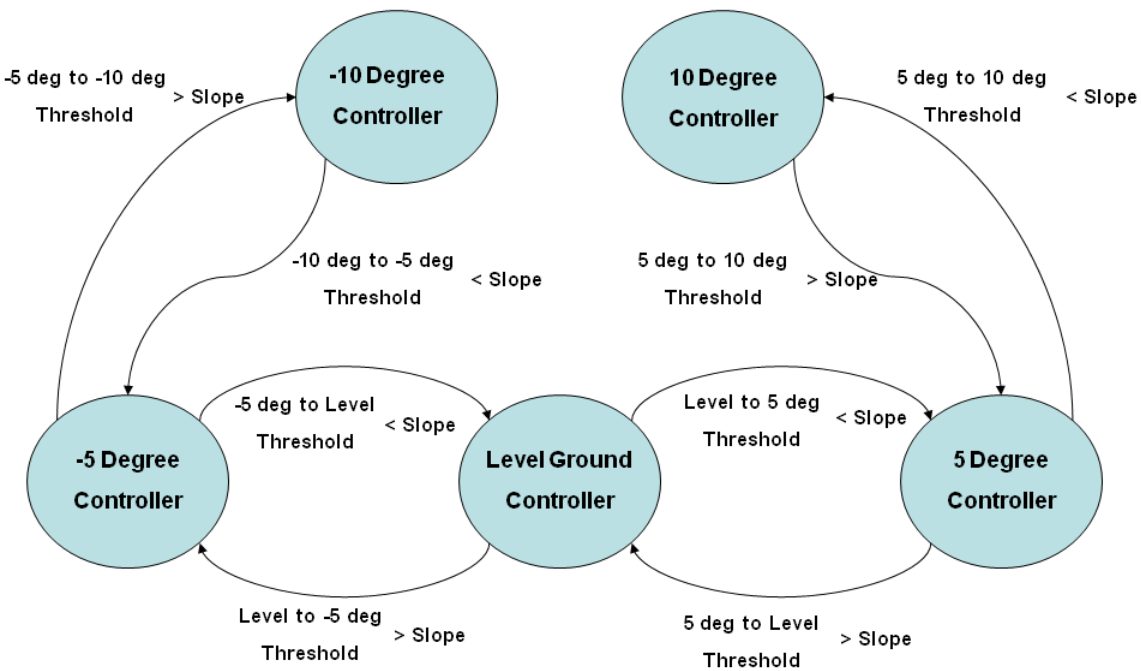 -5 deg to -10 deg
Threshold
> Slope
-10 Degree
Controller
10 Degree
Controller
5 deg to 10 deg
Threshold
< Slope
-10 deg to -5 deg
Threshold
< Slope
5 deg to 10 deg
Threshold
> Slope
-5 deg to Level
Threshold
< Slope
Level to 5 deg
Threshold
< Slope
-5 Degree
Controller
Level Ground
Controller
5 Degree
Controller
Level to -5 deg
Threshold
> Slope
5 deg to Level
Threshold
> Slope